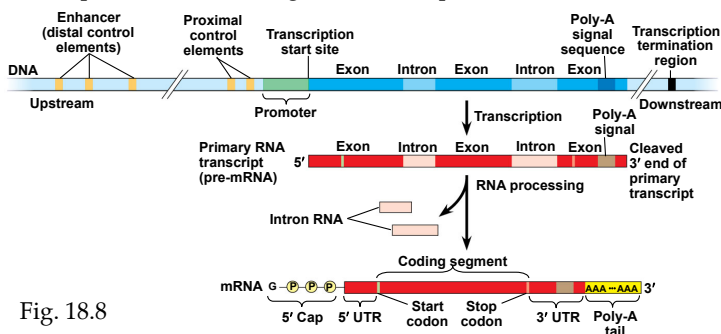 Enhancer
(distal control
elements)
Proximal
control
elements
Transcription
start site
Poly-A
signal
sequence
Transcription
termination
region
DNA
Exon
Intron
Exon
Intron
Exon
Upstream
Promoter
Downstream
Transcription
Poly-A
signal
Primary RNA
transcript
(pre-mRNA)
5′
Exon
Intron
Exon
Intron
Exon
Cleaved
3′ end of
primary
transcript
RNA processing
Intron RNA
Coding segment
mRNA
G
P
P
P
AAA ••• AAA
3′
5′ Cap
5′ UTR
Start
codon
Stop
codon
3′ UTR
Poly-A
tail
Fig. 18.8